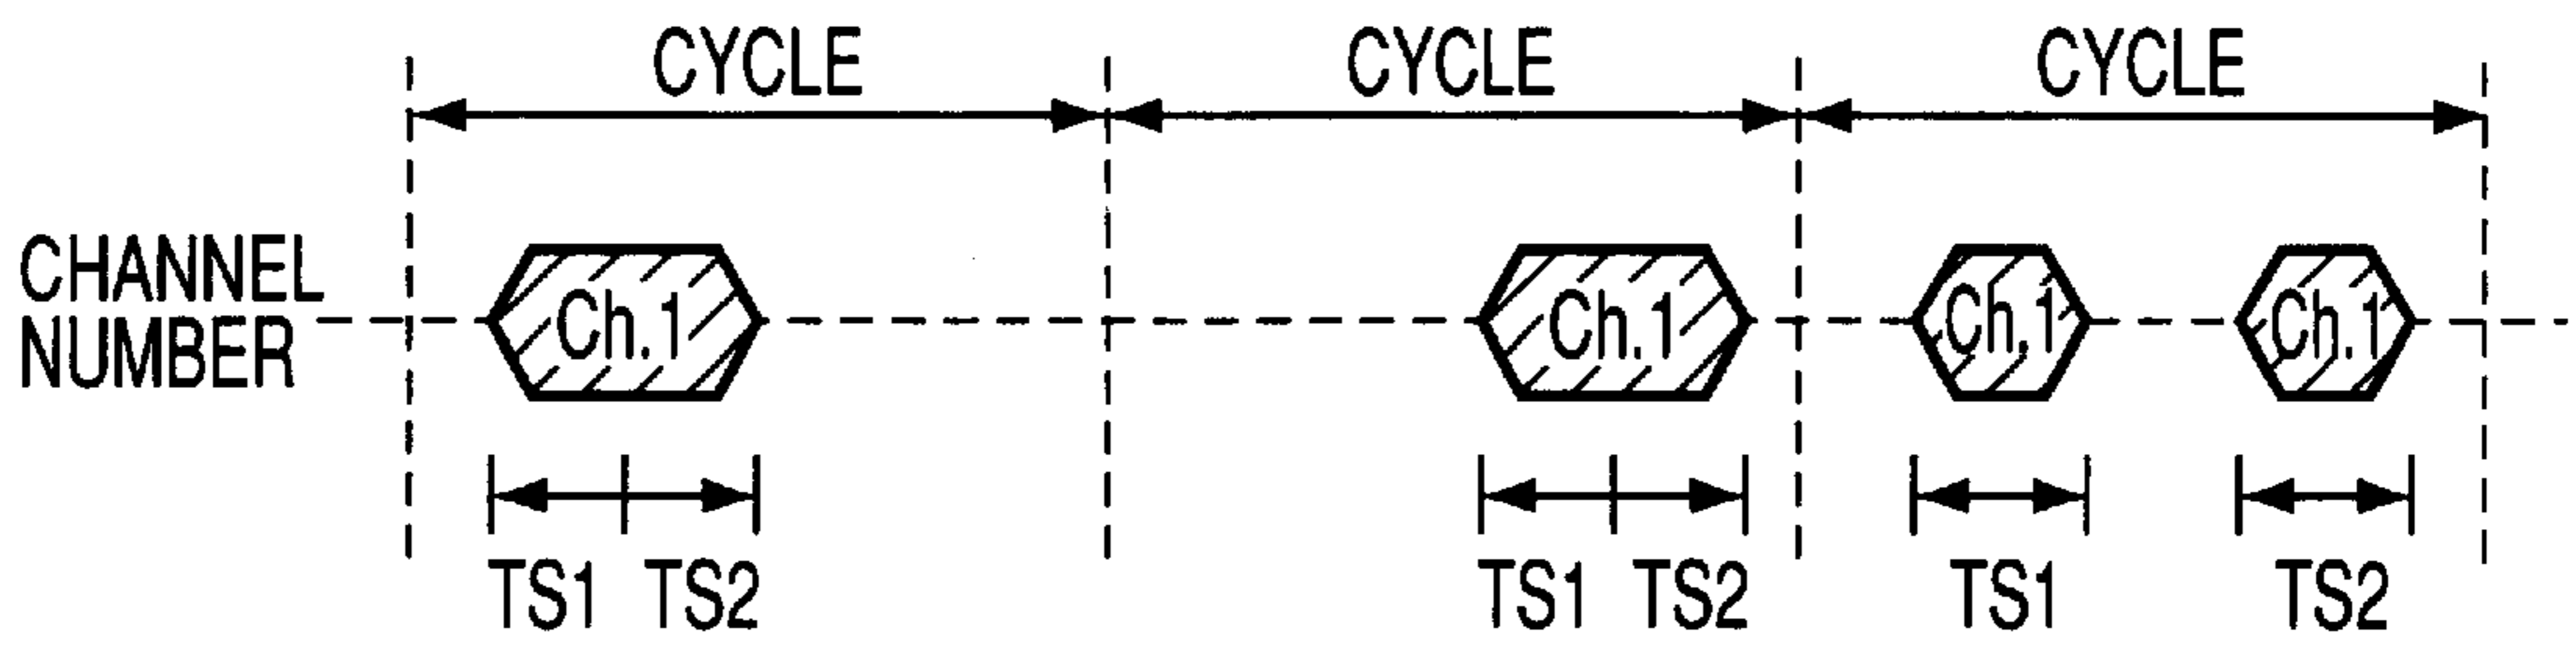 CYCLE CYCLE CYCLE
CHANNEL
NUMBER
Ch.1 Ch.1 Ch.1 Ch.1
TS1 TS2 TS1 TS2 TS1 TS2